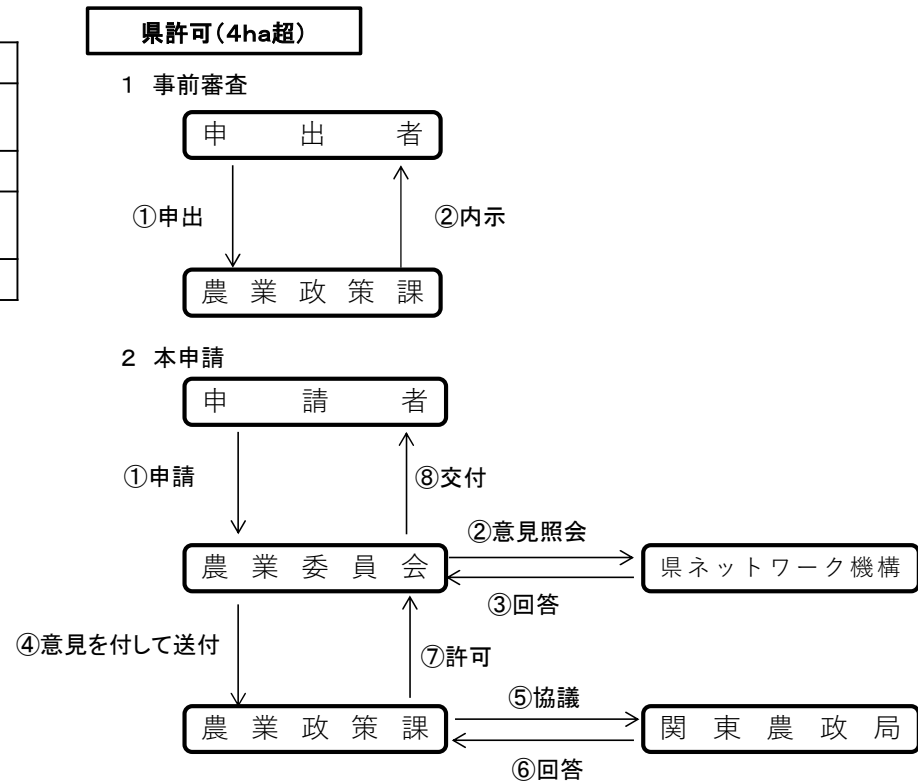 県許可(4ha超)
1 事前審査
申出者
①申出
②内示
農業政策課
2 本申請
申請者
①申請
⑧交付
②意見照会
農業委員会
県ネットワーク機構
③回答
④意見を付して送付
⑦許可
⑤協議
農業政策課
関東農政局
⑥回答